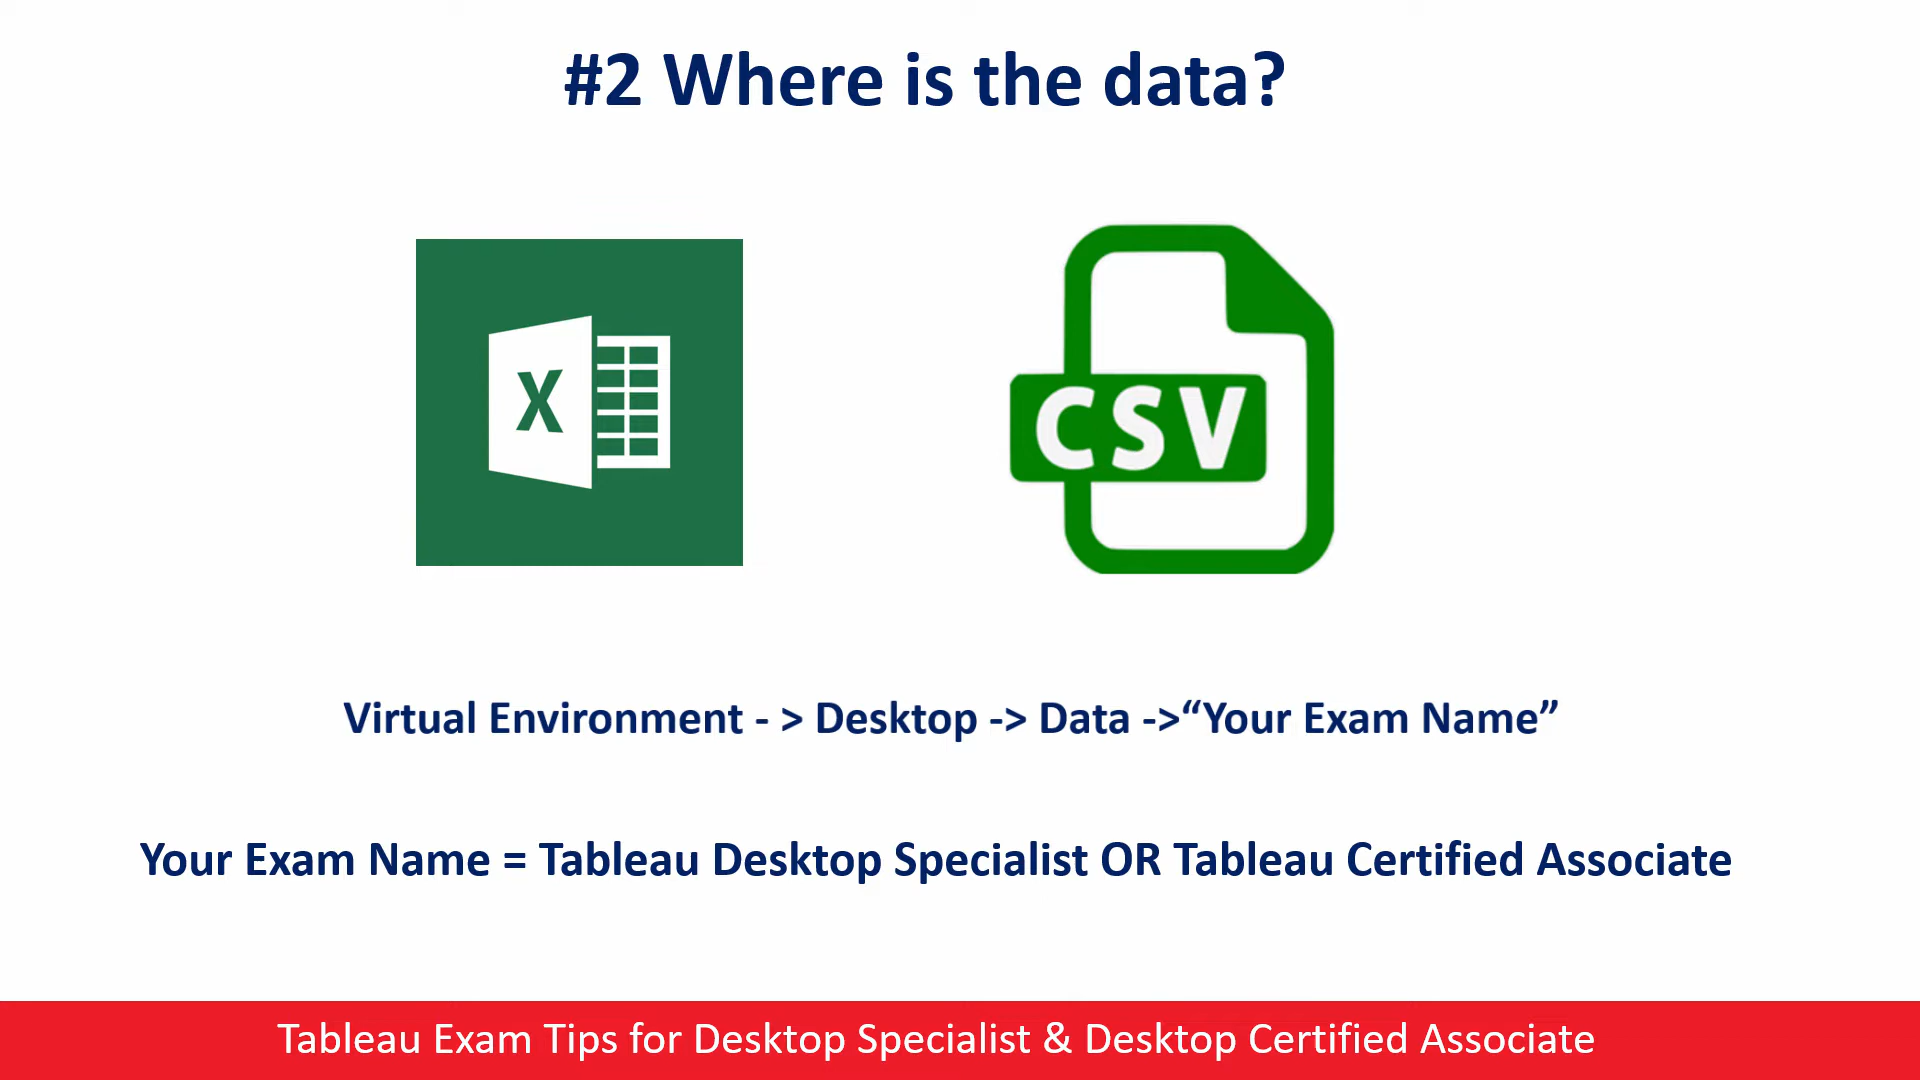 #2 Where is the data?
X
CSV
Virtual Environment - > Desktop -> Data ->“Your Exam Name”
Your Exam Name = Tableau Desktop Specialist OR Tableau Certified Associate
Tableau Exam Tips for Desktop Specialist & Desktop Certified Associate